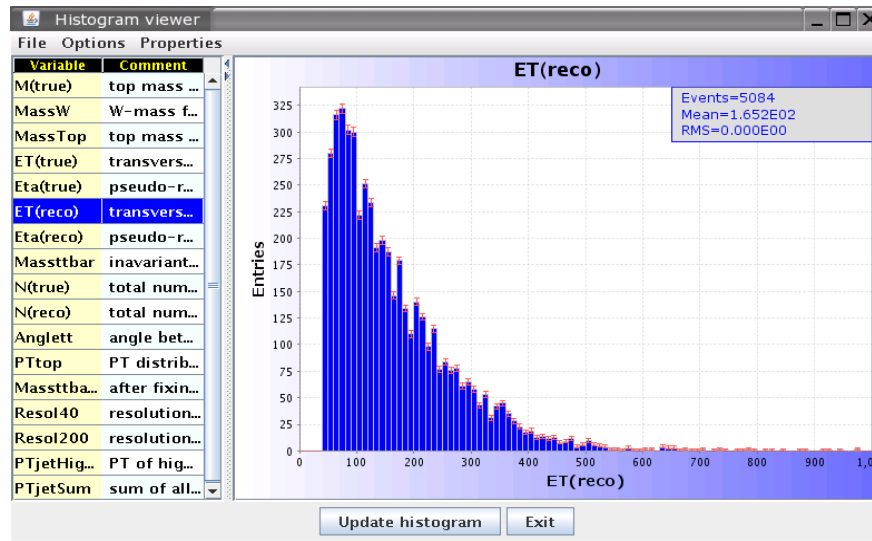 Histogram viewer
File Options Properties
Variable Comment
M(true) top mass ...
MassW W-mass f...
MassTop top mass ...
ET(true) transvers...
Eta(true) pseudo-r...
ET(reco) transvers...
Eta(reco) pseudo-r...
Massttbar inavariant...
N(true) total num...
N(reco) total num...
Anglett angle bet...
PTtop PT distrib...
Massttba... after fixin...
Resol40 resolution...
Resol200 resolution...
PTjetHig... PT of hig...
PTjetSum sum of all...
ET(reco)
Events=5084
Mean=1.652E02
RMS=0.000E00
Entries
325
300
275
250
225
200
175
150
125
100
75
50
25
0
0 100 200 300 400 500 600 700 800 900 1,0
ET(reco)
Update histogram Exit